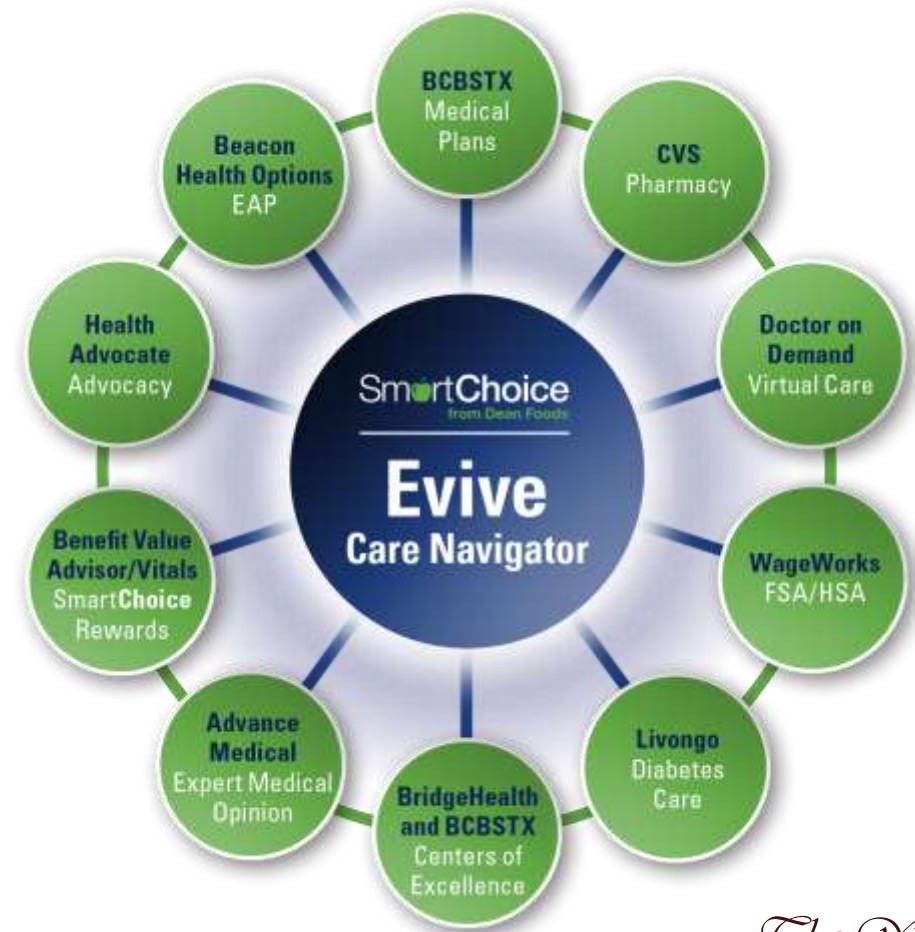 BCBSTX
Medical
Plans
CVS
Pharmacy
Doctor on
Demand
Virtual Care
WageWorks
FSA/HSA
Livongo
Diabetes
Care
BridgeHealth
and BCBSTX
Centers of
Excellence
Advance
Medical
Expert Medical
Opinion
Benefit Value
Advisor/Vitals
SmartChoice
Rewards
Health
Advocate
Advocacy
Beacon
Health Options
EAP
SmartChoice
from Dean Foods
Evive
Care Navigator
The